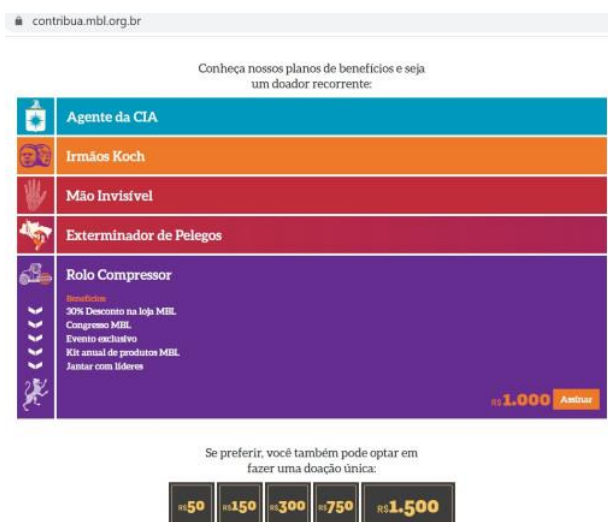 contribua.mbl.org.br
Conheça nossos planos de benefícios e seja
um doador recorrente:
Agente da CIA
Irmãos Koch
Mão Invisível
Exterminador de Pelegos
Rolo Compressor
Benefícios:
30% Desconto na loja MBL
Congresso MBL
Evento exclusivo
Kit anual de produtos MBL
Jantar com líderes
R$1.000 Assinar
Se preferir, você também pode optar em
fazer uma doação única:
R$50 R$150 R$300 R$750 R$1.500